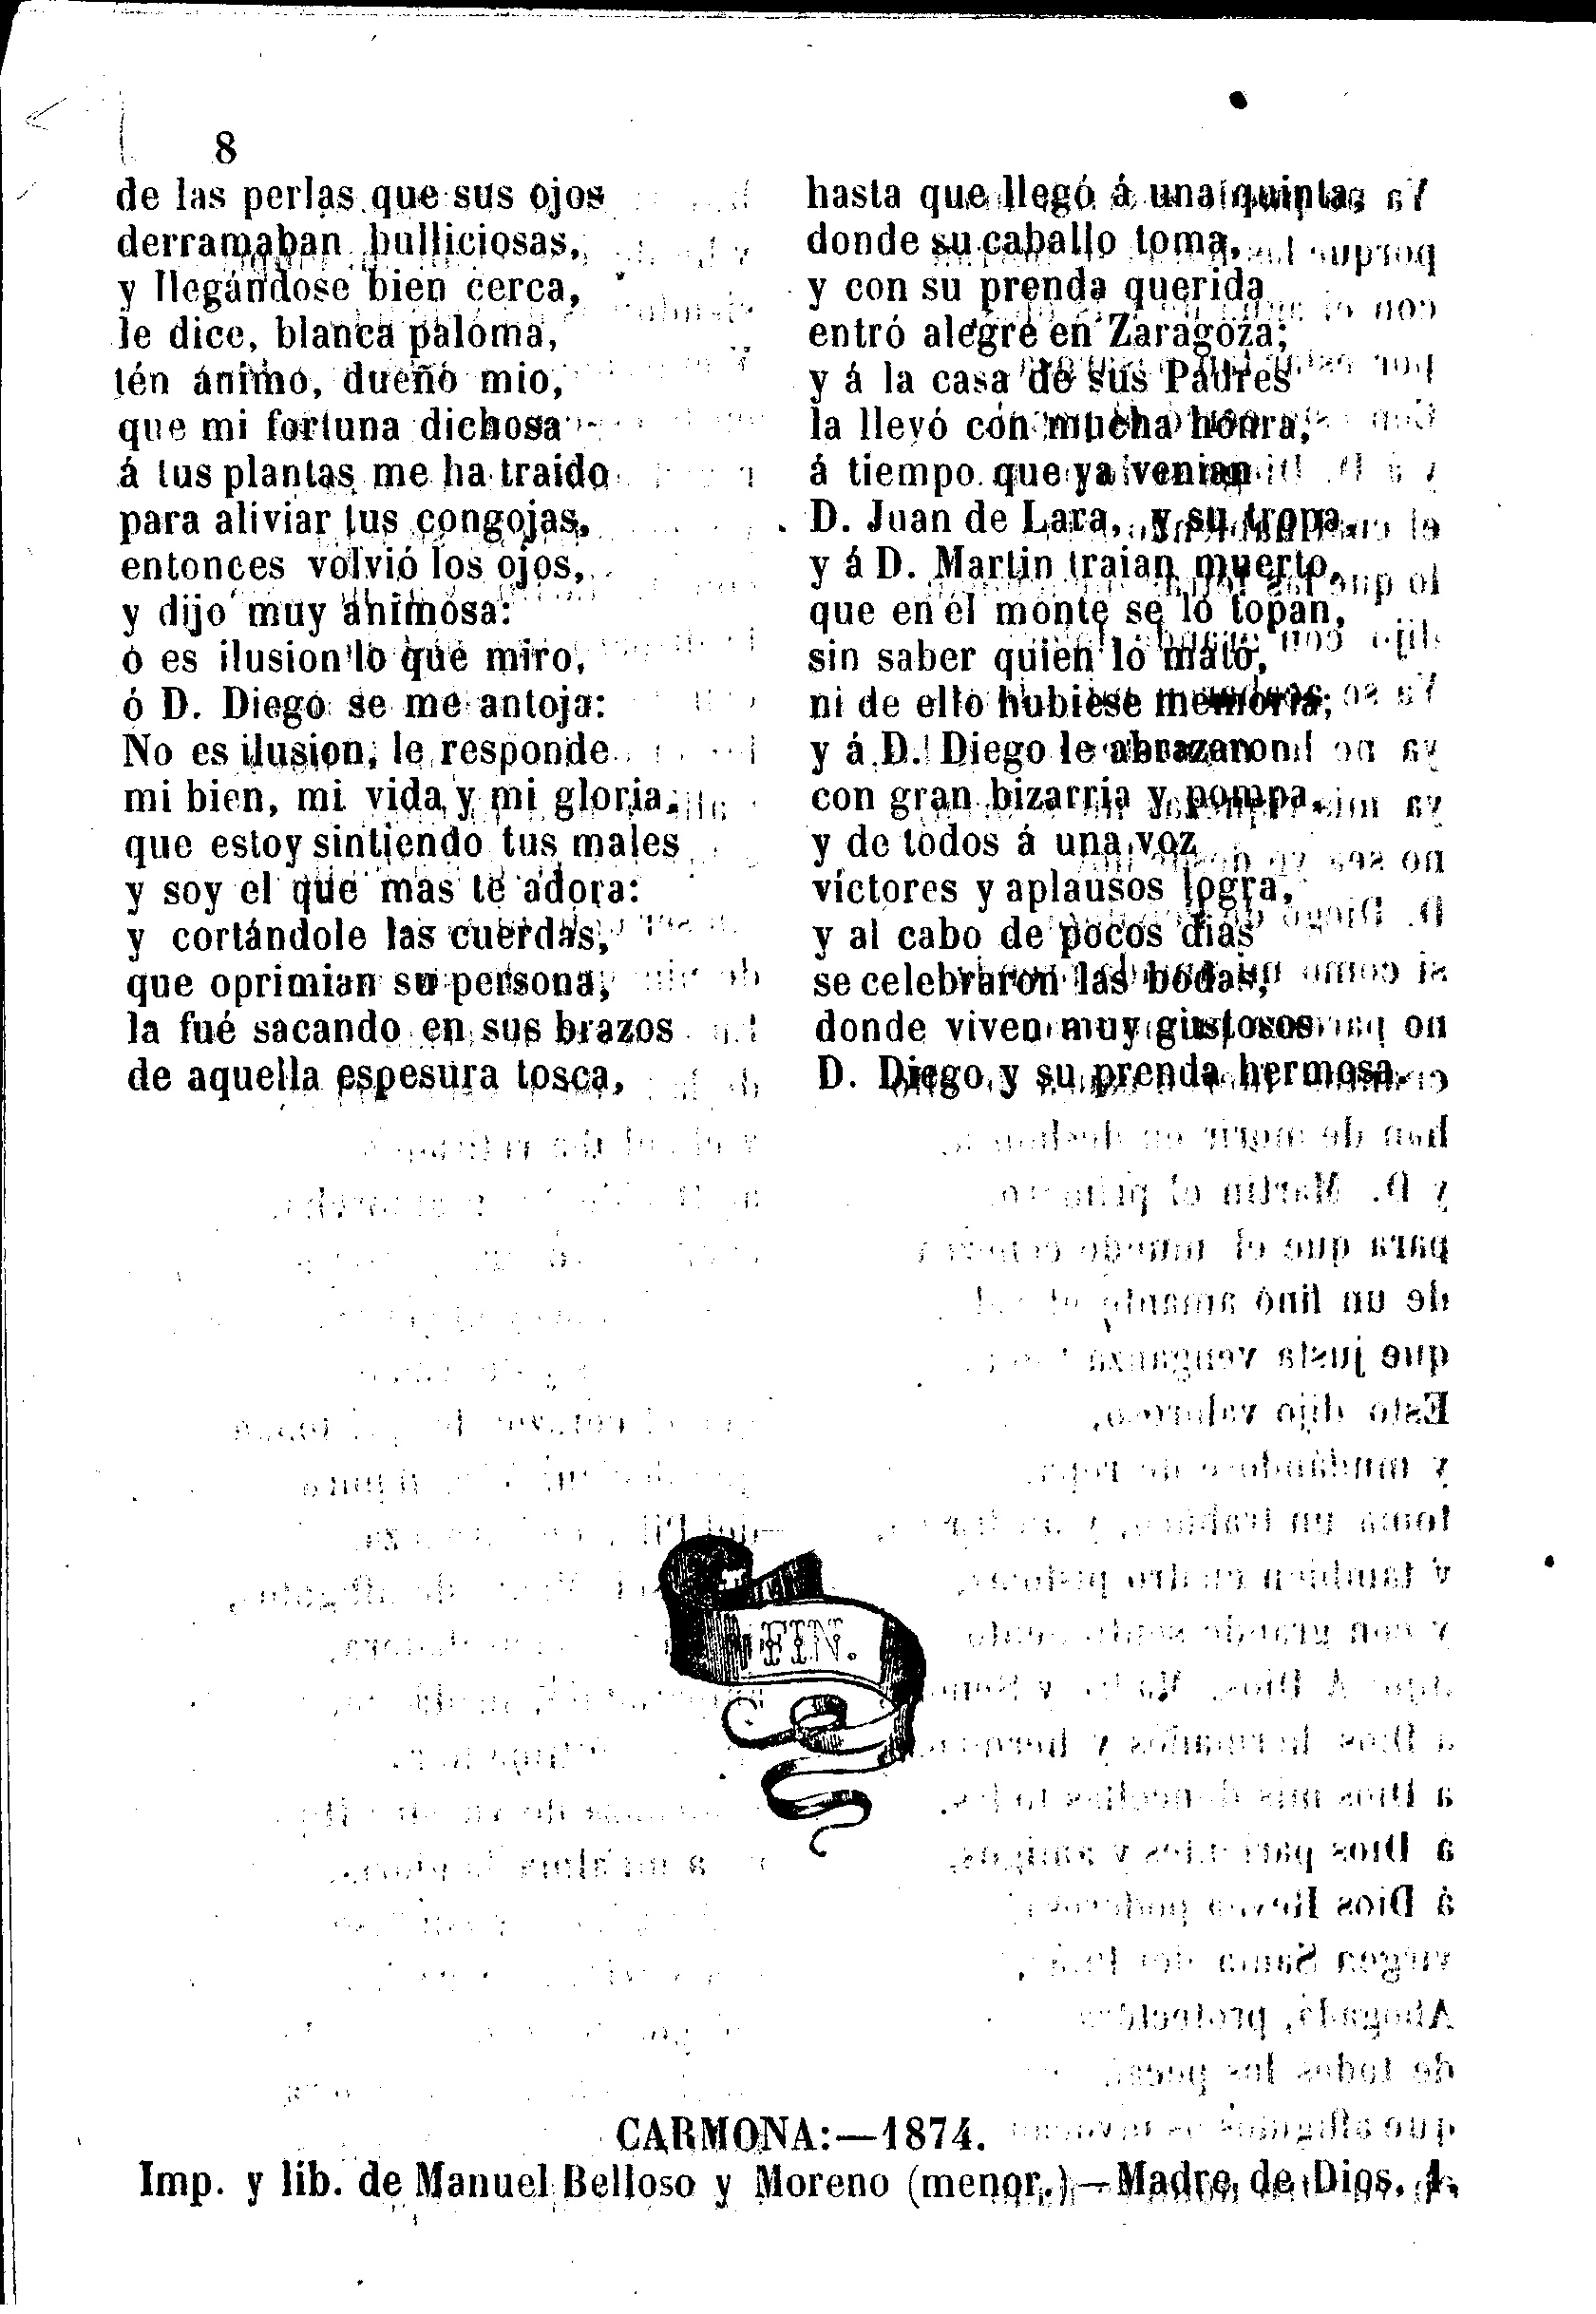 8
de las perlas que sus ojos
derramaban bulliciosas,
y llegándose bien cerca,
le dice, blanca paloma,
tén ánimo, dueño mio,
que mi fortuna dichosa
á tus plantas me ha traido
para aliviar tus congojas,
entonces volvió los ojos,
y dijo muy animosa:
ó es ilusion lo que miro,
ó D. Diego se me antoja:
No es ilusion, le responde
mi bien, mi vida y mi gloria,
que estoy sintiendo tus males
y soy el que mas te adora:
y cortándole las cuerdas,
que oprimian su persona,
la fué sacando en sus brazos
de aquella espesura tosca,
hasta que llegó á una quinta,
donde su caballo toma,
y con su prenda querida
entró alegre en Zaragoza;
y á la casa de sus Padres
la llevó con mucha honra,
á tiempo que ya venian
D. Juan de Lara, y su tropa,
y á D. Martin traian muerto,
que en el monte se lo topan,
sin saber quien lo mató,
ni de ello hubiese memoria;
y á D. Diego le abrazaron
con gran bizarria y pompa,
y de todos á una voz
víctores y aplausos logra,
y al cabo de pocos dias
se celebraron las bodas,
donde viven muy gustosos
D. Diego y su prenda hermosa.
FIN.
CARMONA:—1874.
Imp. y lib. de Manuel Belloso y Moreno (menor.)—Madre de Dios, 1.